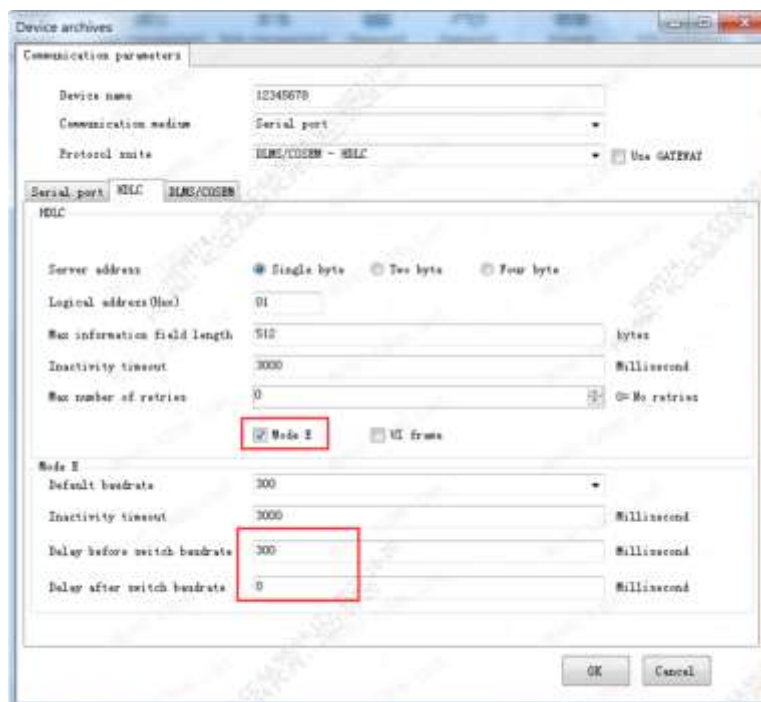 Device archives
Communication parameters
Device name 12345678
Communication medium Serial port
Protocol suite DLMS/COSEM - HDLC Use GATEWAY
Serial port HDLC DLMS/COSEM
HDLC
Server address Single byte Two byte Four byte
Logical address(Hex) 01
Max information field length 512 bytes
Inactivity timeout 3000 Millisecond
Max number of retries 0 0= No retries
Mode E UI frame
Mode E
Default baudrate 300
Inactivity timeout 3000 Millisecond
Delay before switch baudrate 300 Millisecond
Delay after switch baudrate 0 Millisecond
OK Cancel